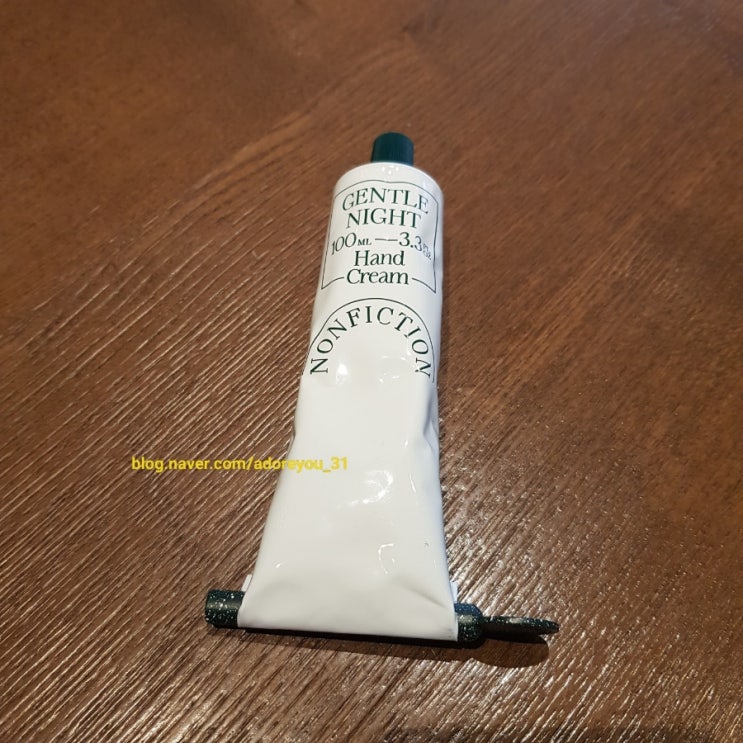 GENTLE
NIGHT
100ML — 3.3
Hand
Cream
NONFICTION
blog.naver.com/adoreyou_31